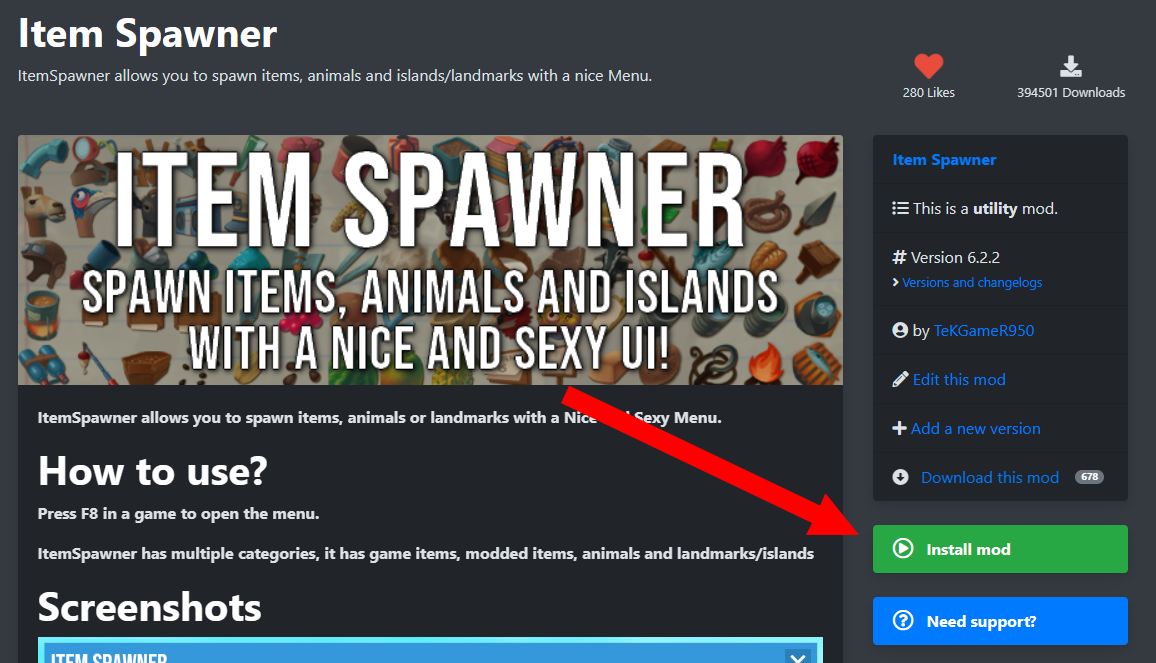 Item Spawner
ItemSpawner allows you to spawn items, animals and islands/landmarks with a nice Menu.
280 Likes
394501 Downloads
ITEM SPAWNER
SPAWN ITEMS, ANIMALS AND ISLANDS
WITH A NICE AND SEXY UI!
ItemSpawner allows you to spawn items, animals or landmarks with a Nice Sexy Menu.
How to use?
Press F8 in a game to open the menu.
ItemSpawner has multiple categories, it has game items, modded items, animals and landmarks/islands
Screenshots
ITEM SPAWNER
Item Spawner
This is a utility mod.
# Version 6.2.2
Versions and changelogs
by TeKGameR950
Edit this mod
Add a new version
Download this mod 678
Install mod
Need support?